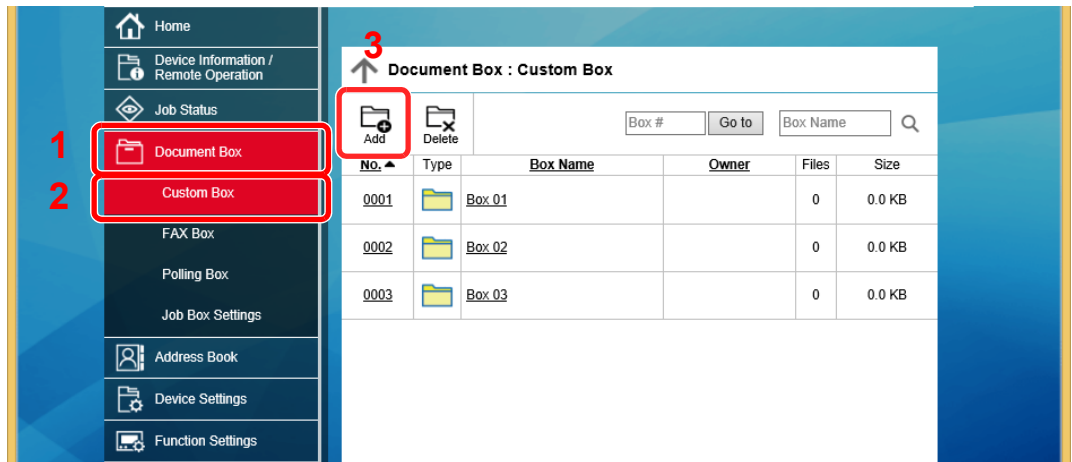 Home
Device Information /
Remote Operation
Job Status
1
Document Box
2
Custom Box
FAX Box
Polling Box
Job Box Settings
Address Book
Device Settings
Function Settings
3
Document Box : Custom Box
Add Delete Box # Go to Box Name
No. Type Box Name Owner Files Size
0001 Box 01 0 0.0 KB
0002 Box 02 0 0.0 KB
0003 Box 03 0 0.0 KB